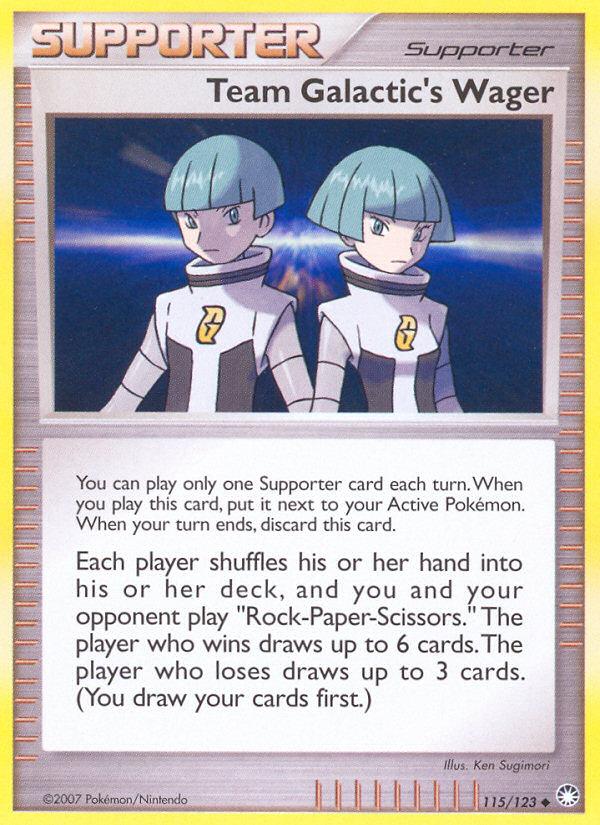 SUPPORTER
Supporter
Team Galactic's Wager
G
G
You can play only one Supporter card each turn. When
you play this card, put it next to your Active Pokémon.
When your turn ends, discard this card.
Each player shuffles his or her hand into
his or her deck, and you and your
opponent play "Rock-Paper-Scissors." The
player who wins draws up to 6 cards. The
player who loses draws up to 3 cards.
(You draw your cards first.)
Illus. Ken Sugimori
©2007 Pokémon/Nintendo
115/123